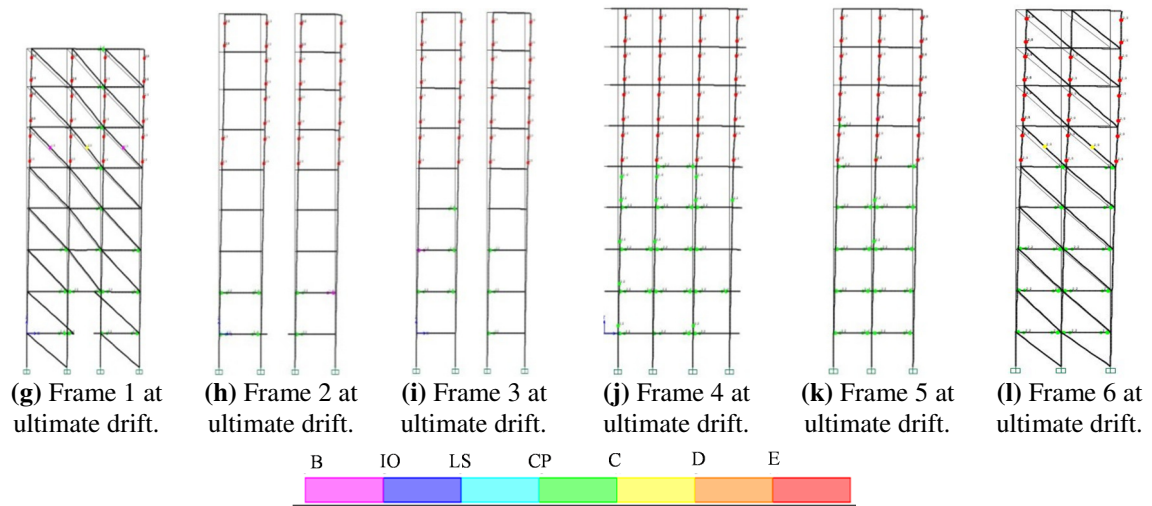 (g) Frame 1 at
ultimate drift.
(h) Frame 2 at
ultimate drift.
(i) Frame 3 at
ultimate drift.
(j) Frame 4 at
ultimate drift.
(k) Frame 5 at
ultimate drift.
(l) Frame 6 at
ultimate drift.
B IO LS CP C D E